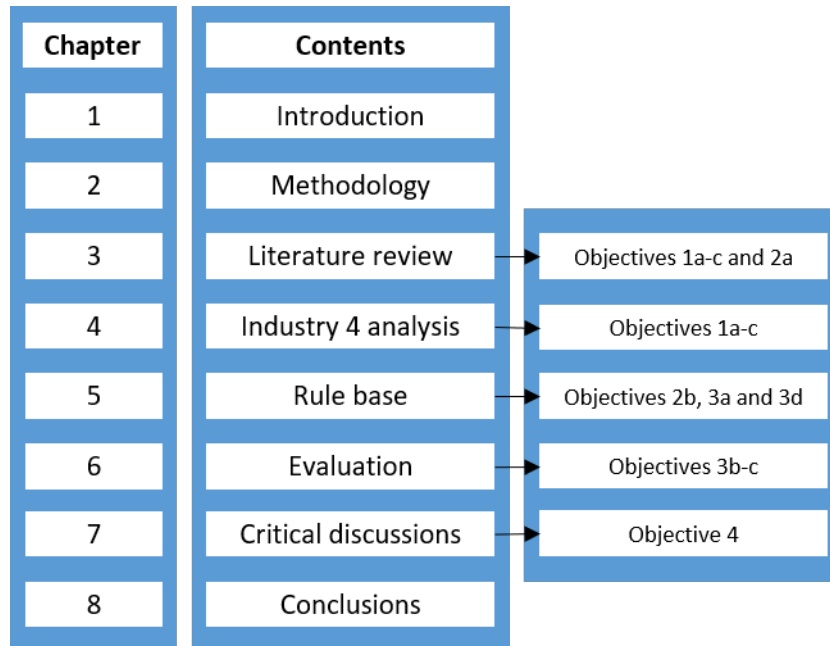 Chapter Contents
1 Introduction
2 Methodology
3 Literature review Objectives 1a-c and 2a
4 Industry 4 analysis Objectives 1a-c
5 Rule base Objectives 2b, 3a and 3d
6 Evaluation Objectives 3b-c
7 Critical discussions Objective 4
8 Conclusions